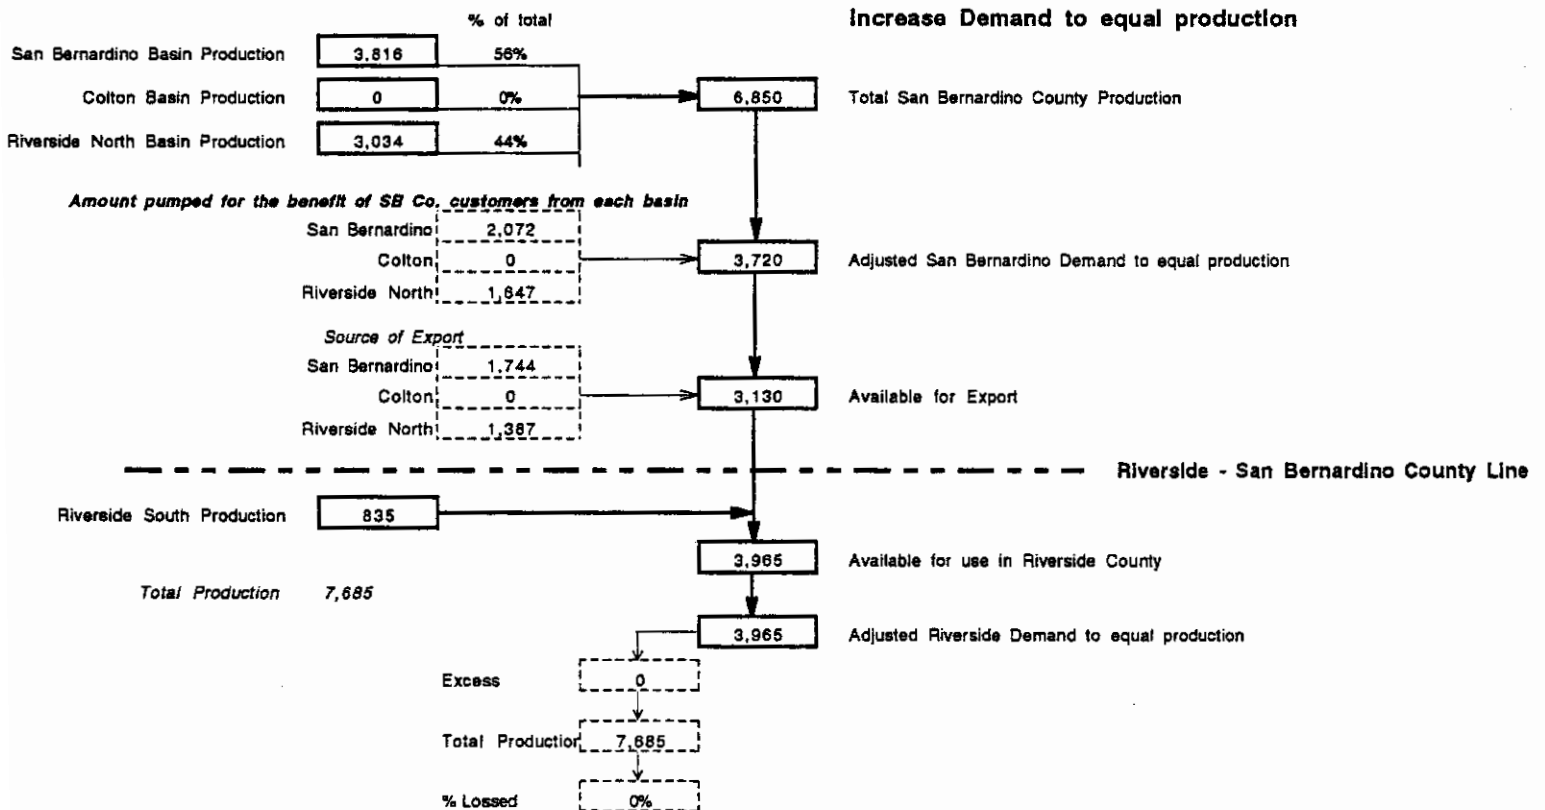 % of total
Increase Demand to equal production
San Bernardino Basin Production 3,816 56%
Colton Basin Production 0 0% 6,850 Total San Bernardino County Production
Riverside North Basin Production 3,034 44%
Amount pumped for the benefit of SB Co. customers from each basin
San Bernardino 2,072
Colton 0 3,720 Adjusted San Bernardino Demand to equal production
Riverside North 1,647
Source of Export
San Bernardino 1,744
Colton 0 3,130 Available for Export
Riverside North 1,387
Riverside - San Bernardino County Line
Riverside South Production 835
3,965 Available for use in Riverside County
Total Production 7,685
3,965 Adjusted Riverside Demand to equal production
Excess 0
Total Production 7,685
% Lossed 0%